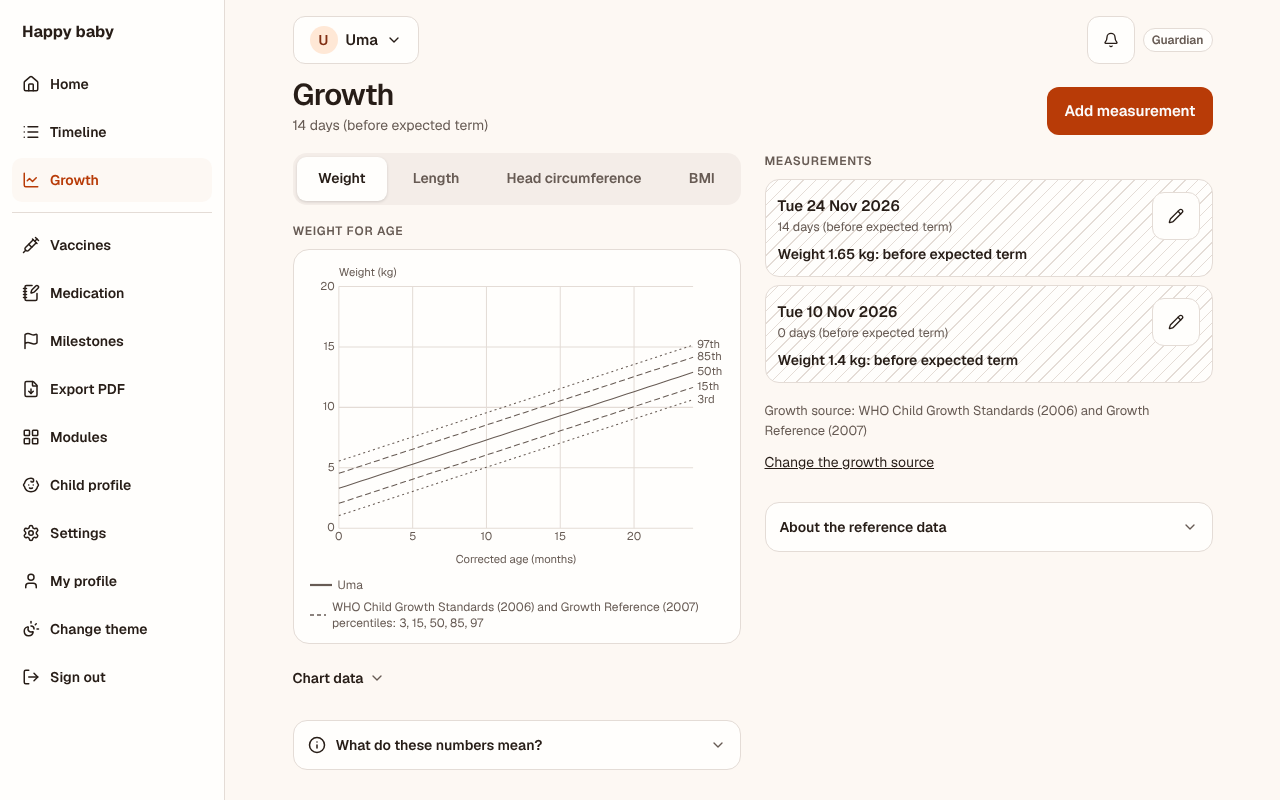 Happy baby
Home
Timeline
Growth
Vaccines
Medication
Milestones
Export PDF
Modules
Child profile
Settings
My profile
Change theme
Sign out
U Uma
Guardian
Growth
14 days (before expected term)
Add measurement
Weight
Length
Head circumference
BMI
WEIGHT FOR AGE
Weight (kg)
20
15
10
5
0
0
5
10
15
20
97th
85th
50th
15th
3rd
Corrected age (months)
Uma
WHO Child Growth Standards (2006) and Growth Reference (2007)
percentiles: 3, 15, 50, 85, 97
Chart data
What do these numbers mean?
MEASUREMENTS
Tue 24 Nov 2026
14 days (before expected term)
Weight 1.65 kg: before expected term
Tue 10 Nov 2026
0 days (before expected term)
Weight 1.4 kg: before expected term
Growth source: WHO Child Growth Standards (2006) and Growth
Reference (2007)
Change the growth source
About the reference data